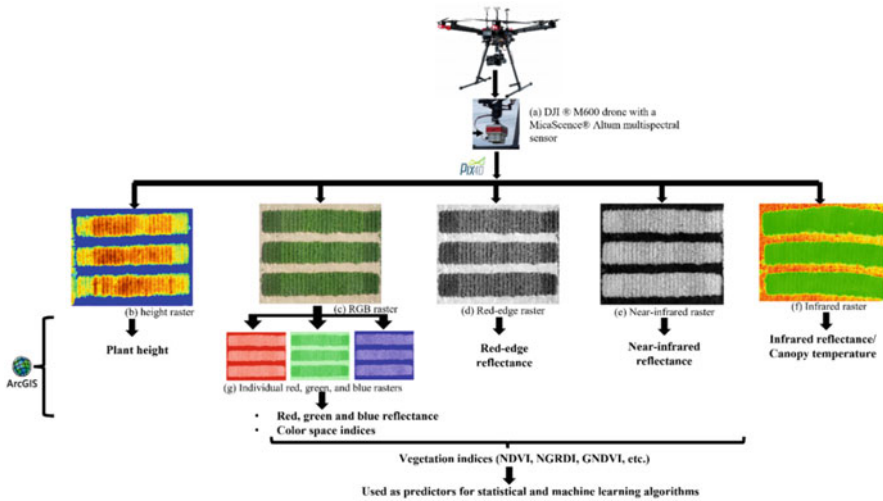 (a) DJI ® M600 drone with a
MicaScence® Altum multispectral
sensor
PIX4D
(b) height raster
(c) RGB raster
(d) Red-edge raster
(e) Near-infrared raster
(f) Infrared raster
ArcGIS
Plant height
Red-edge
reflectance
Near-infrared
reflectance
Infrared reflectance/
Canopy temperature
(g) Individual red, green, and blue rasters
• Red, green and blue reflectance
• Color space indices
Vegetation indices (NDVI, NGRDI, GNDVI, etc.)
Used as predictors for statistical and machine learning algorithms